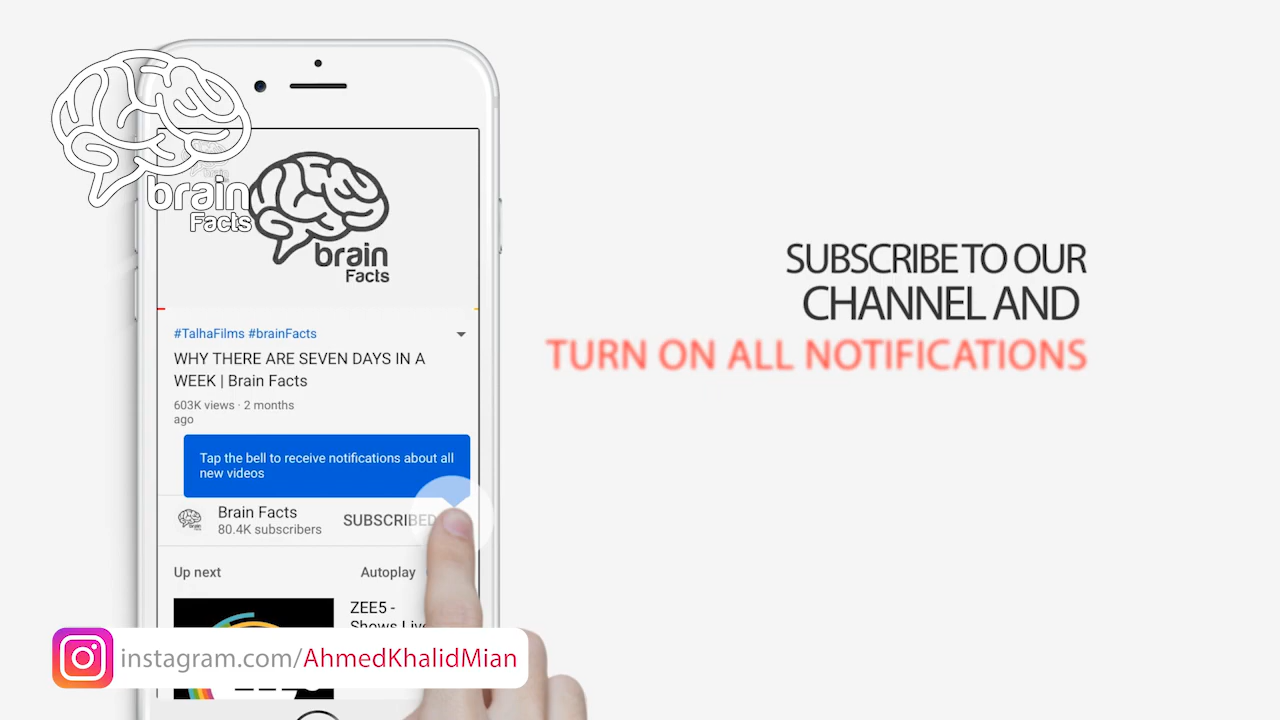 brain
Facts
brain
Facts
#TalhaFilms #brainFacts
WHY THERE ARE SEVEN DAYS IN A
WEEK | Brain Facts
603K views · 2 months
ago
Tap the bell to receive notifications about all
new videos
Brain Facts
80.4K subscribers
SUBSCRIBED
Up next
Autoplay
ZEE5 -
Shows Live
instagram.com/AhmedKhalidMian
SUBSCRIBE TO OUR
CHANNEL AND
TURN ON ALL NOTIFICATIONS